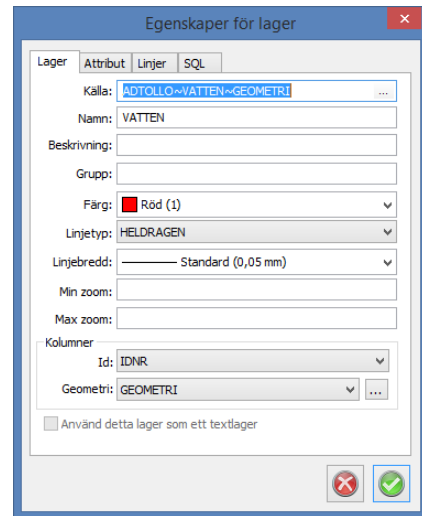 Egenskaper för lager
Lager Attribut Linjer SQL
Källa: ADTOLLO~VATTEN~GEOMETRI ...
Namn: VATTEN
Beskrivning:
Grupp:
Färg: Röd (1)
Linjetyp: HELDRAGEN
Linjebredd: Standard (0,05 mm)
Min zoom:
Max zoom:
Kolumner
Id: IDNR
Geometri: GEOMETRI ...
Använd detta lager som ett textlager